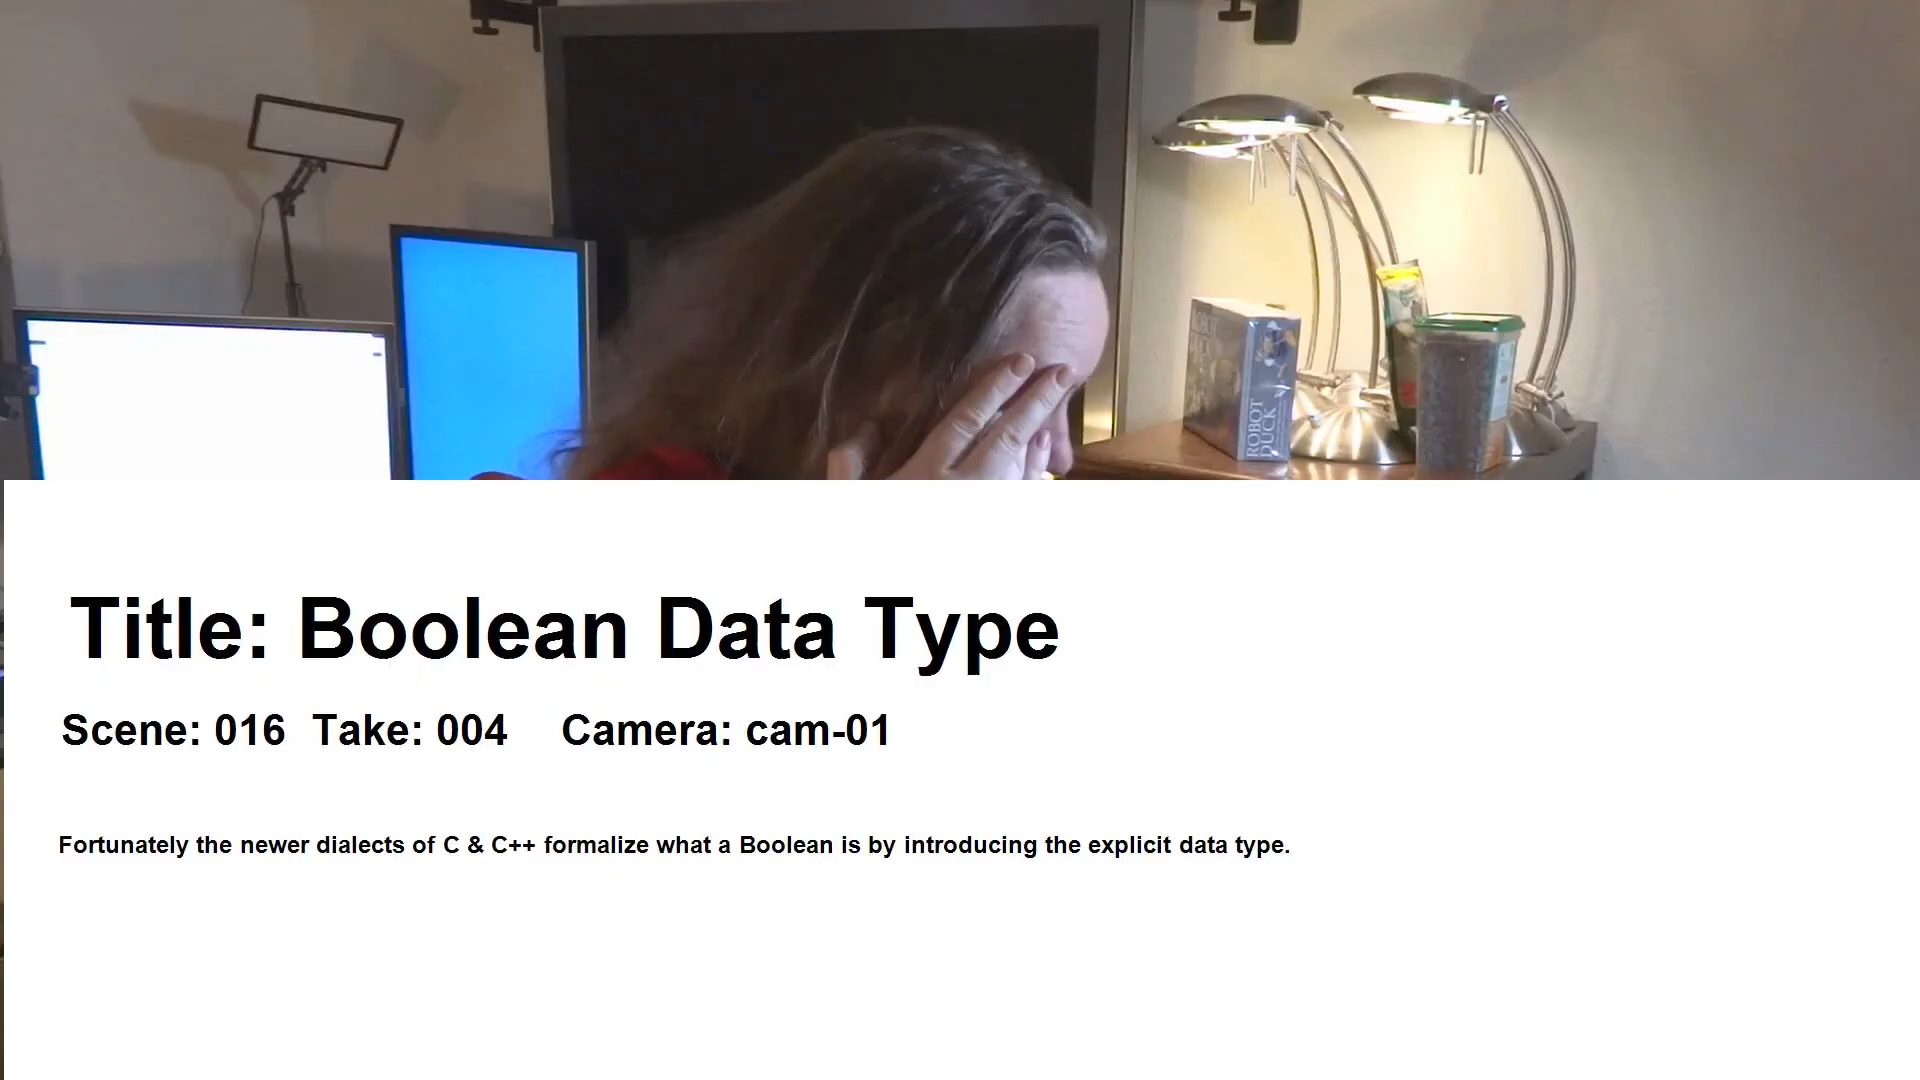 ROBOT
DUCK
Title: Boolean Data Type
Scene: 016 Take: 004 Camera: cam-01
Fortunately the newer dialects of C & C++ formalize what a Boolean is by introducing the explicit data type.